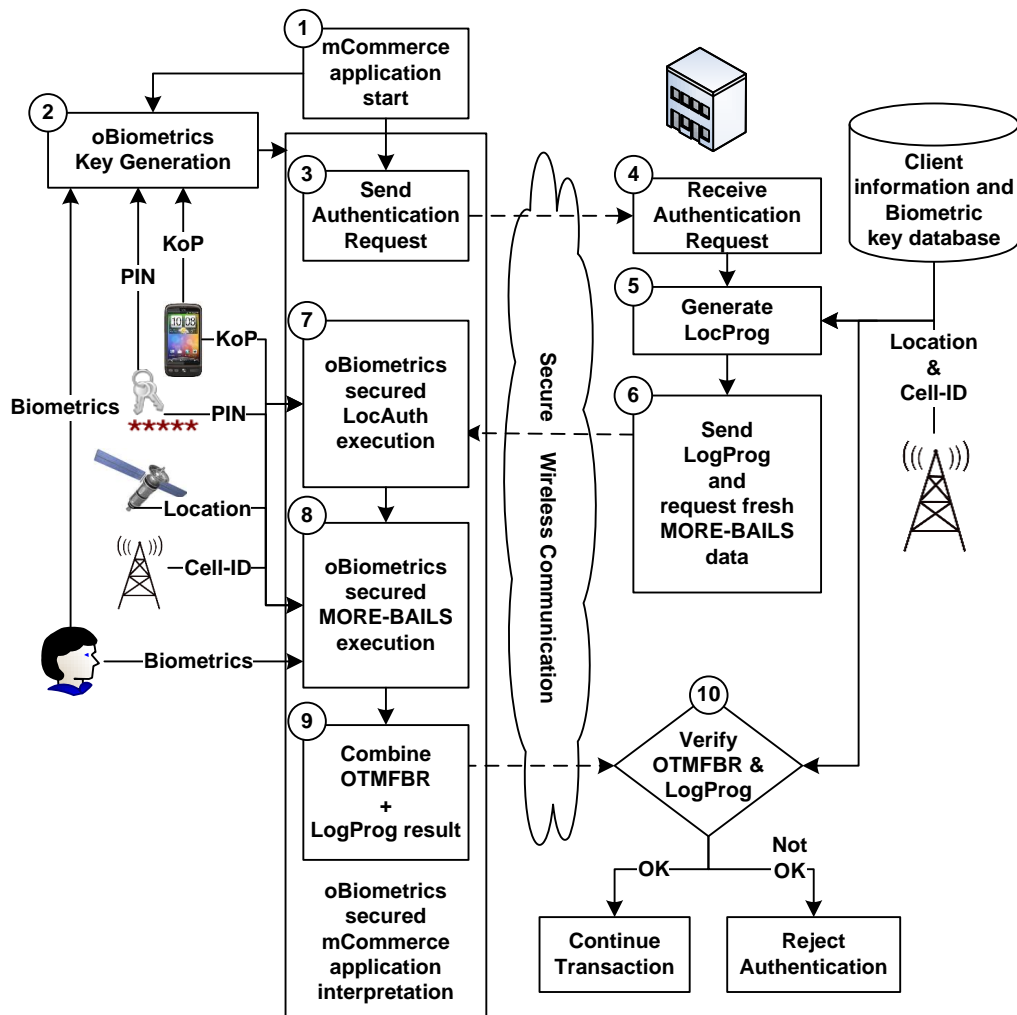 1
mCommerce
application
start
2
oBiometrics
Key Generation
3
Send
Authentication
Request
4
Receive
Authentication
Request
Client
information and
Biometric
key database
KoP
PIN
5
Generate
LocProg
7
oBiometrics
secured
LocAuth
execution
KoP
Biometrics
PIN
*****
Location
Cell-ID
Secure Wireless Communication
6
Send
LogProg
and
request fresh
MORE-BAILS
data
Location
&
Cell-ID
8
oBiometrics
secured
MORE-BAILS
execution
Biometrics
9
Combine
OTMFBR
+
LogProg result
10
Verify
OTMFBR &
LogProg
OK
Not
OK
Continue
Transaction
Reject
Authentication
oBiometrics
secured
mCommerce
application
interpretation